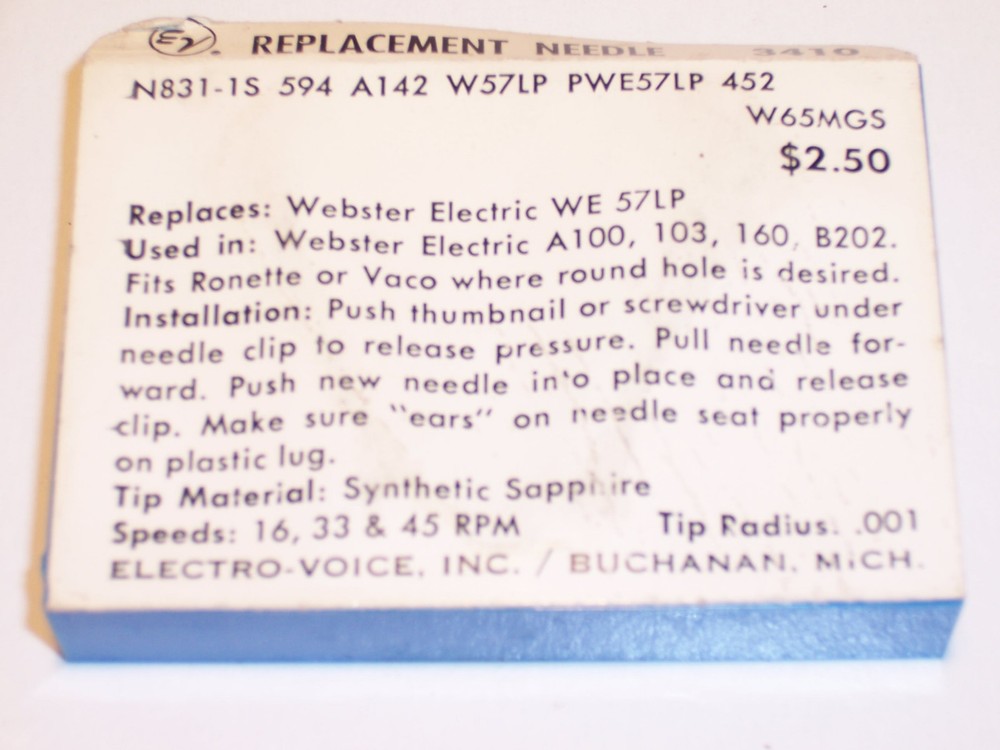 EV. REPLACEMENT NEEDLE 3410
N831-1S 594 A142 W57LP PWE57LP 452
W65MGS
$2.50
Replaces: Webster Electric WE 57LP
Used in: Webster Electric A100, 103, 160, B202.
Fits Ronette or Vaco where round hole is desired.
Installation: Push thumbnail or screwdriver under
needle clip to release pressure. Pull needle for-
ward. Push new needle into place and release
clip. Make sure "ears" on needle seat properly
on plastic lug.
Tip Material: Synthetic Sapphire
Speeds: 16, 33 & 45 RPM Tip Radius: .001
ELECTRO-VOICE, INC. / BUCHANAN, MICH.